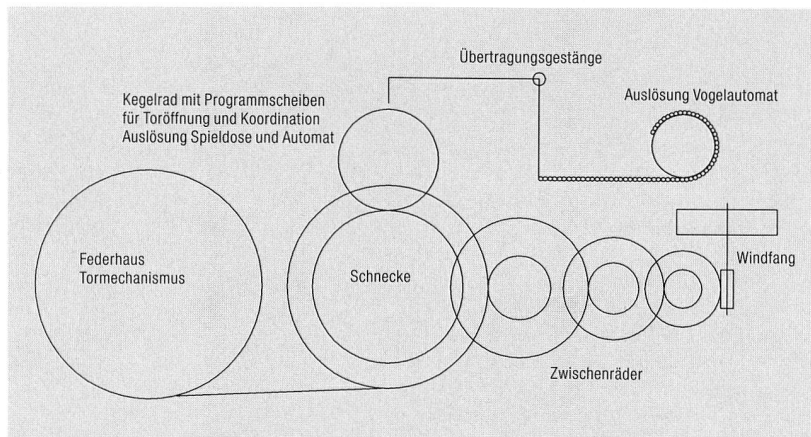 Übertragungsgestänge
Kegelrad mit Programmscheiben
für Toröffnung und Koordination
Auslösung Spieldose und Automat
Auslösung Vogelautomat
Federhaus
Tormechanismus
Schnecke
Windfang
Zwischenräder